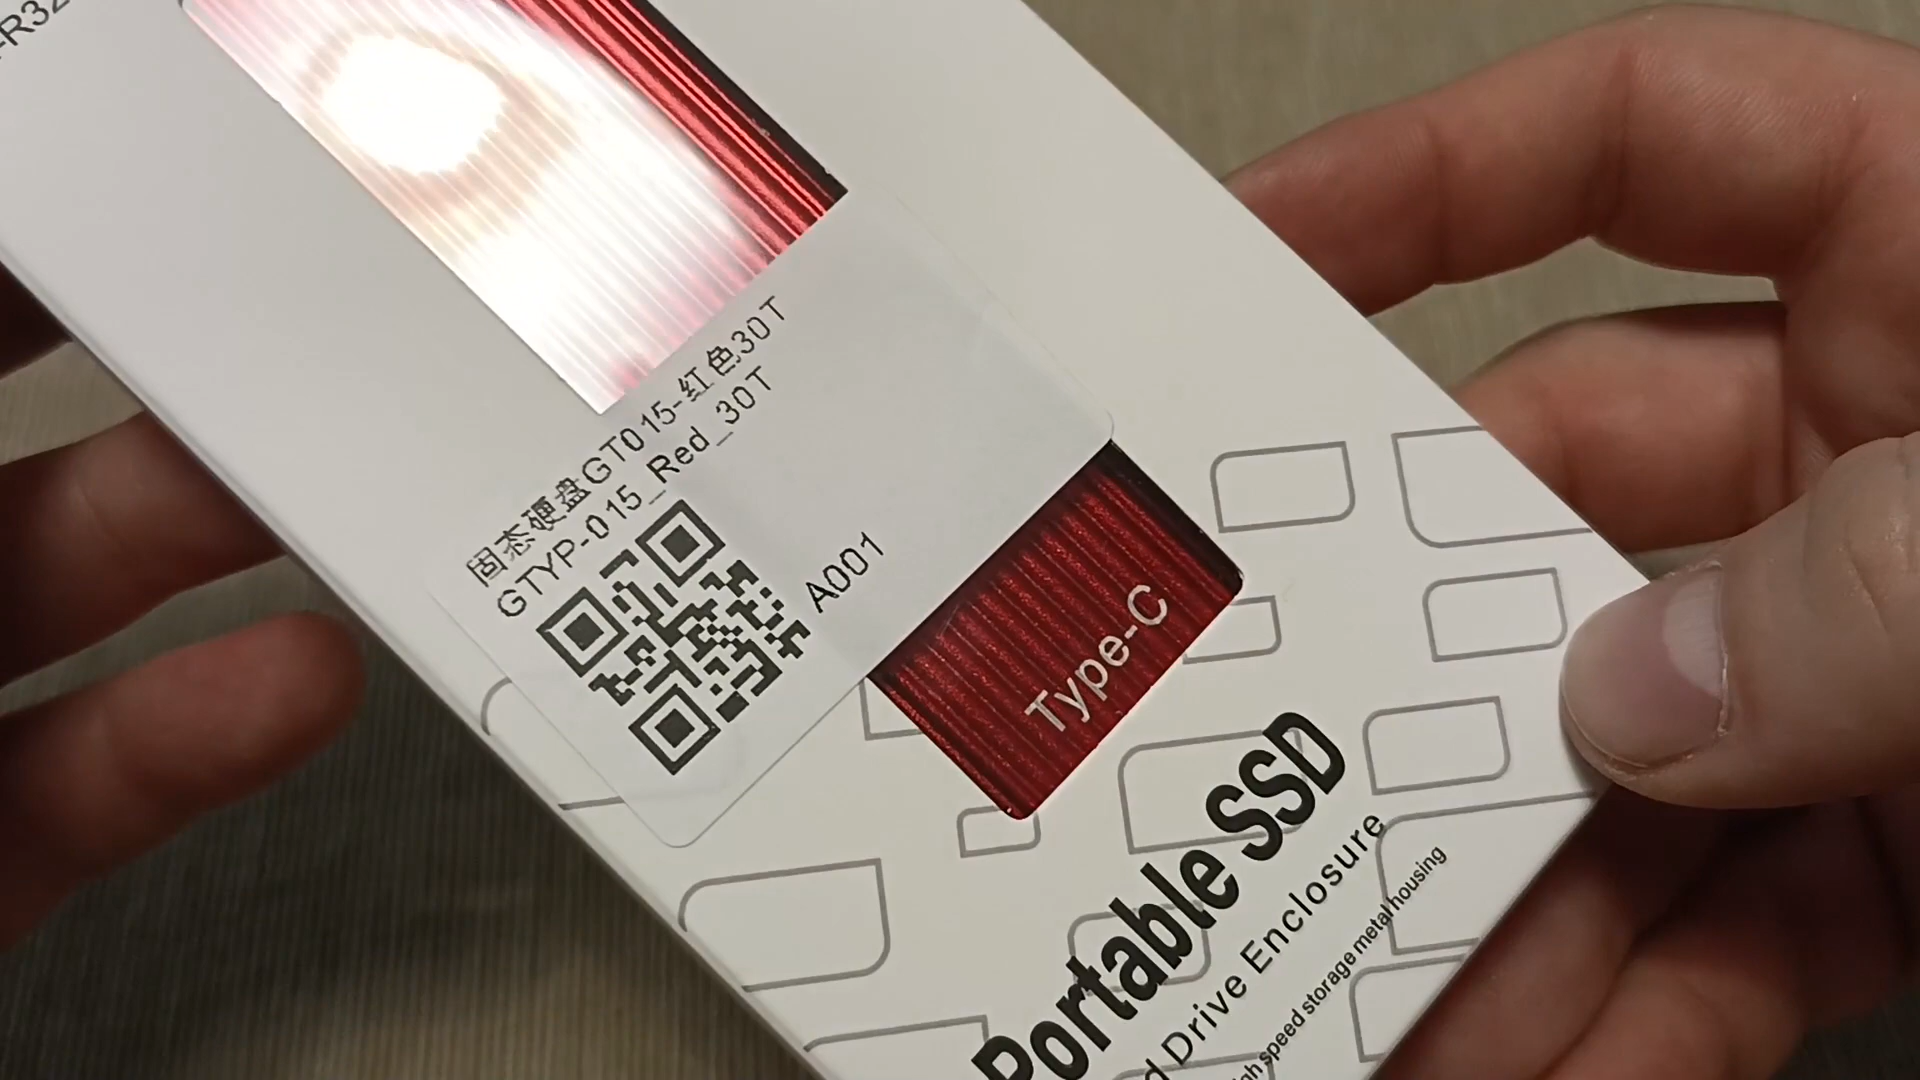 固态硬盘GT015-红色30T
GTYP-015_Red_30T
A001
Type-C
Portable SSD
Drive Enclosure
speed storage metal housing